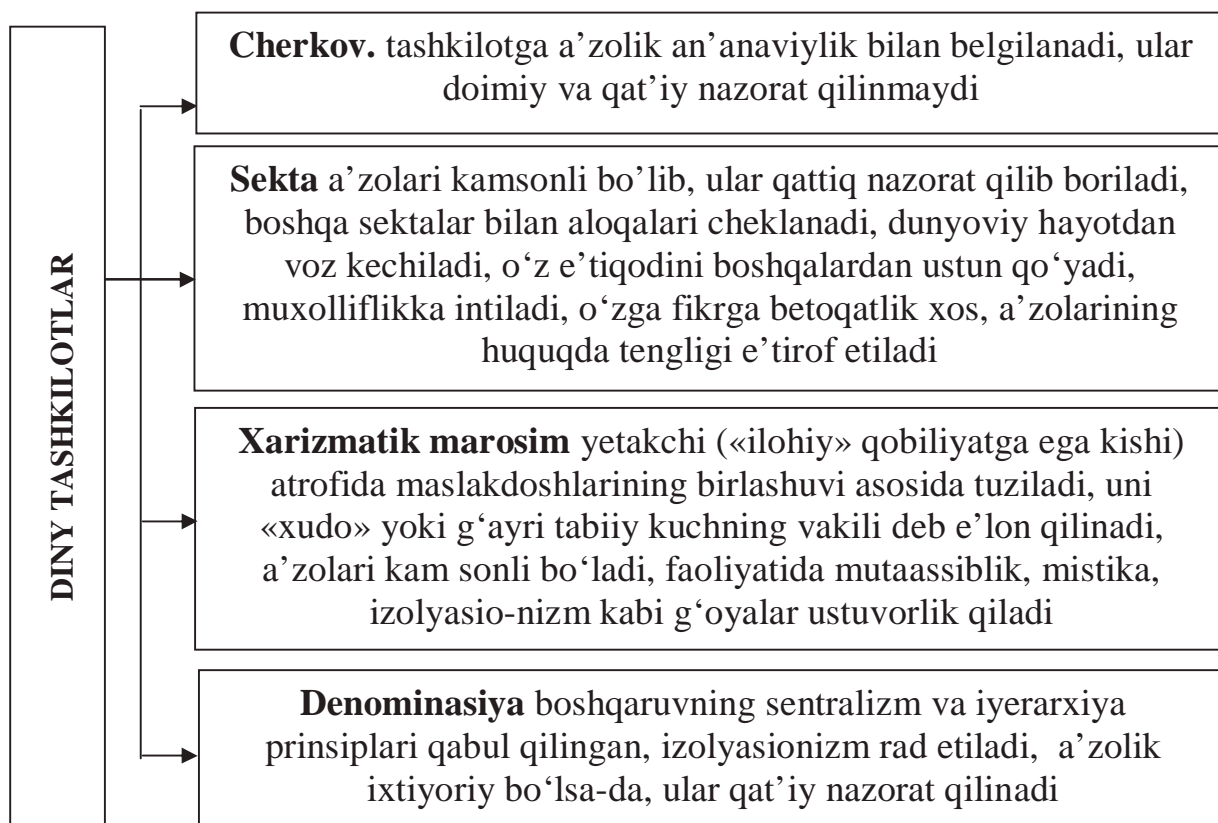 DINY TASHKILOTLAR
Cherkov. tashkilotga a’zolik an’anaviylik bilan belgilanadi, ular
doimiy va qat’iy nazorat qilinmaydi
Sekta a’zolari kamsonli bo’lib, ular qattiq nazorat qilib boriladi,
boshqa sektalar bilan aloqalari cheklanadi, dunyoviy hayotdan
voz kechiladi, o‘z e’tiqodini boshqalardan ustun qo‘yadi,
muxolliflikka intiladi, o‘zga fikrga betoqatlik xos, a’zolarining
huquqda tengligi e’tirof etiladi
Xarizmatik marosim yetakchi («ilohiy» qobiliyatga ega kishi)
atrofida maslakdoshlarining birlashuvi asosida tuziladi, uni
«xudo» yoki g‘ayri tabiiy kuchning vakili deb e’lon qilinadi,
a’zolari kam sonli bo‘ladi, faoliyatida mutaassiblik, mistika,
izolyasio-nizm kabi g‘oyalar ustuvorlik qiladi
Denominasiya boshqaruvning sentralizm va iyerarxiya
prinsiplari qabul qilingan, izolyasionizm rad etiladi, a’zolik
ixtiyoriy bo‘lsa-da, ular qat’iy nazorat qilinadi